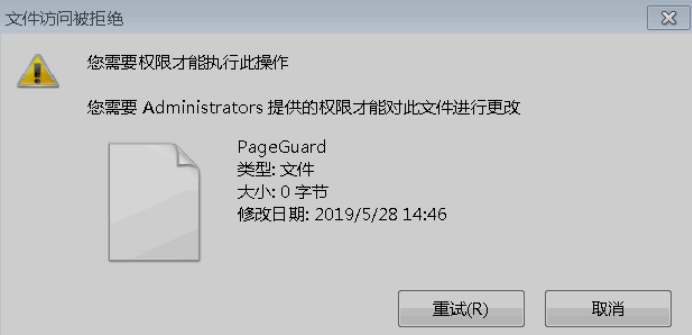 文件访问被拒绝
您需要权限才能执行此操作
您需要 Administrators 提供的权限才能对此文件进行更改
PageGuard
类型: 文件
大小: 0 字节
修改日期: 2019/5/28 14:46
重试(R)
取消